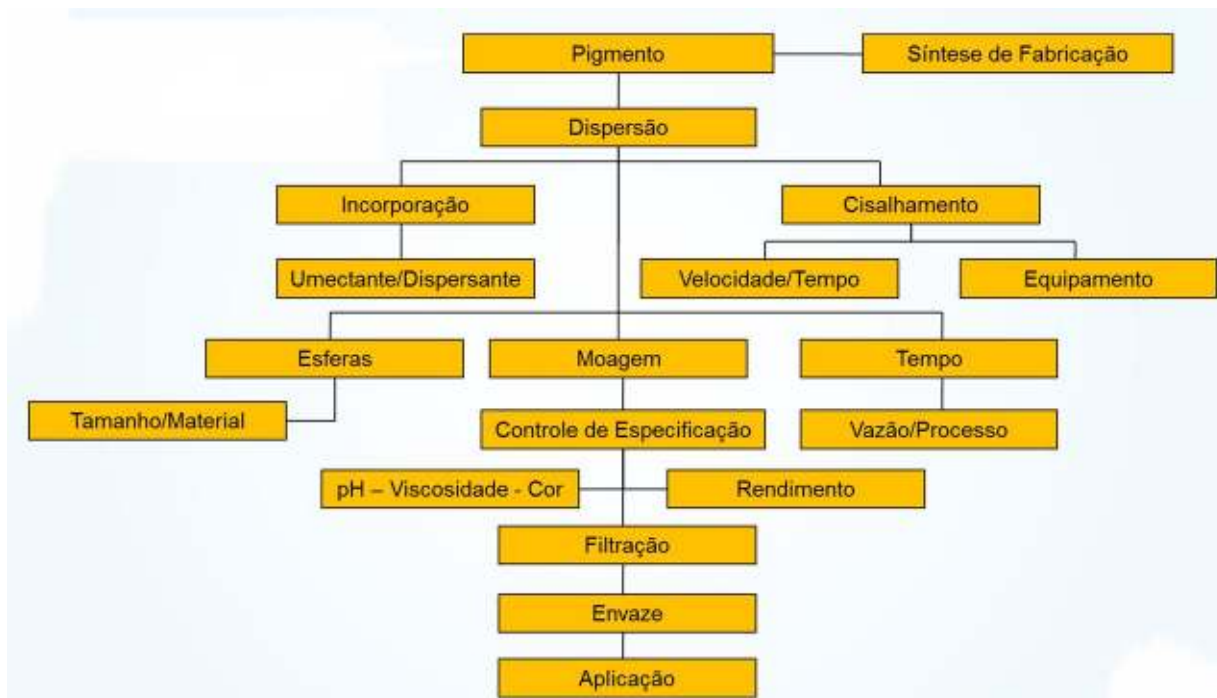 Pigmento
Síntese de Fabricação
Dispersão
Incorporação
Cisalhamento
Umectante/Dispersante
Velocidade/Tempo
Equipamento
Esferas
Moagem
Tempo
Tamanho/Material
Controle de Especificação
Vazão/Processo
pH – Viscosidade - Cor
Rendimento
Filtração
Envaze
Aplicação